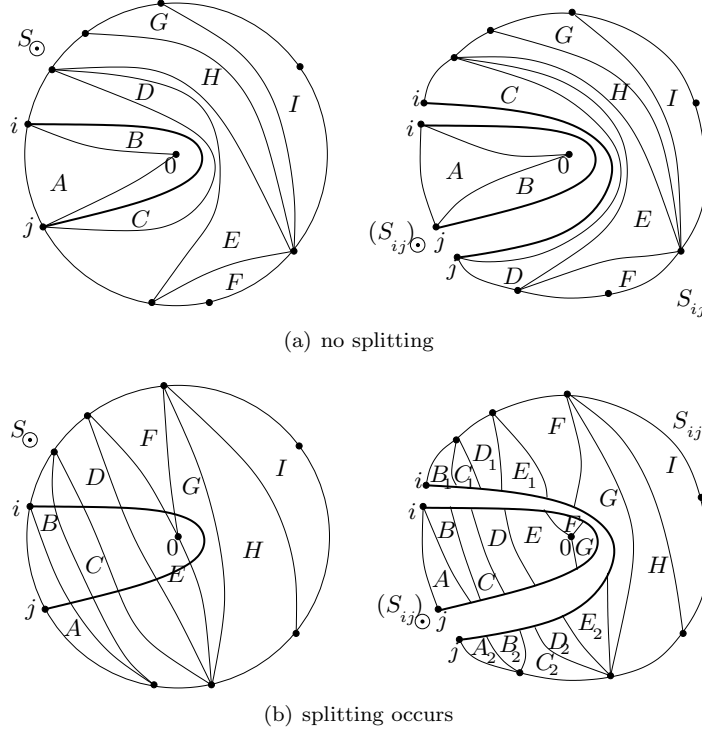 S⊙
G
H
I
D
i
B
0
A
j
C
E
F
G
i
C
H
I
i
A
0
B
(S_ij)⊙
j
j
E
D
F
S_ij
(a) no splitting
S⊙
F
D
G
I
i
B
0
C
E
H
j
A
F
S_ij
D_1
B_1 C_1
E_1
I
i
i
B
D
E
F
G
0
G
A
C
H
(S_ij)⊙
j
j
E_2
A_2 B_2
D_2
C_2
(b) splitting occurs